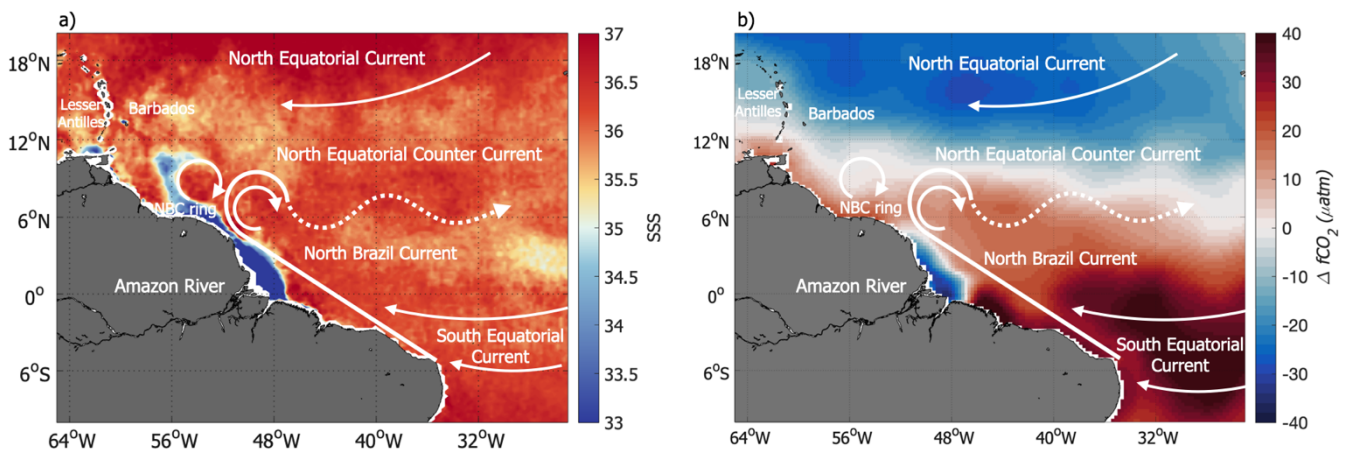 a)
18°N
12°N
6°N
0°
6°S
64°W
56°W
48°W
40°W
32°W
North Equatorial Current
Lesser
Antilles
Barbados
North Equatorial Counter Current
NBC ring
North Brazil Current
Amazon River
South Equatorial
Current
37
36.5
36
35.5
35
34.5
34
33.5
33
SSS
b)
18°N
12°N
6°N
0°
6°S
64°W
56°W
48°W
40°W
32°W
North Equatorial Current
Lesser
Antilles
Barbados
North Equatorial Counter Current
NBC ring
North Brazil Current
Amazon River
South Equatorial
Current
40
30
20
10
0
-10
-20
-30
-40
Δ fCO₂ (μatm)